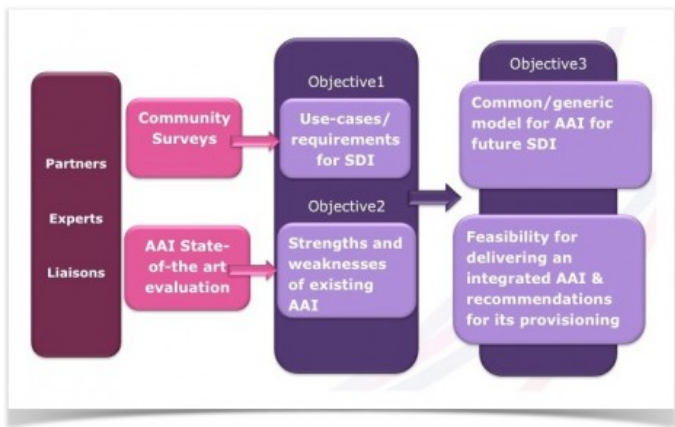 Partners
Experts
Liaisons
Community
Surveys
AAI State-
of-the art
evaluation
Objective1
Use-cases/
requirements
for SDI
Objective2
Strengths and
weaknesses
of existing
AAI
Objective3
Common/generic
model for AAI for
future SDI
Feasibility for
delivering an
integrated AAI &
recommendations
for its provisioning